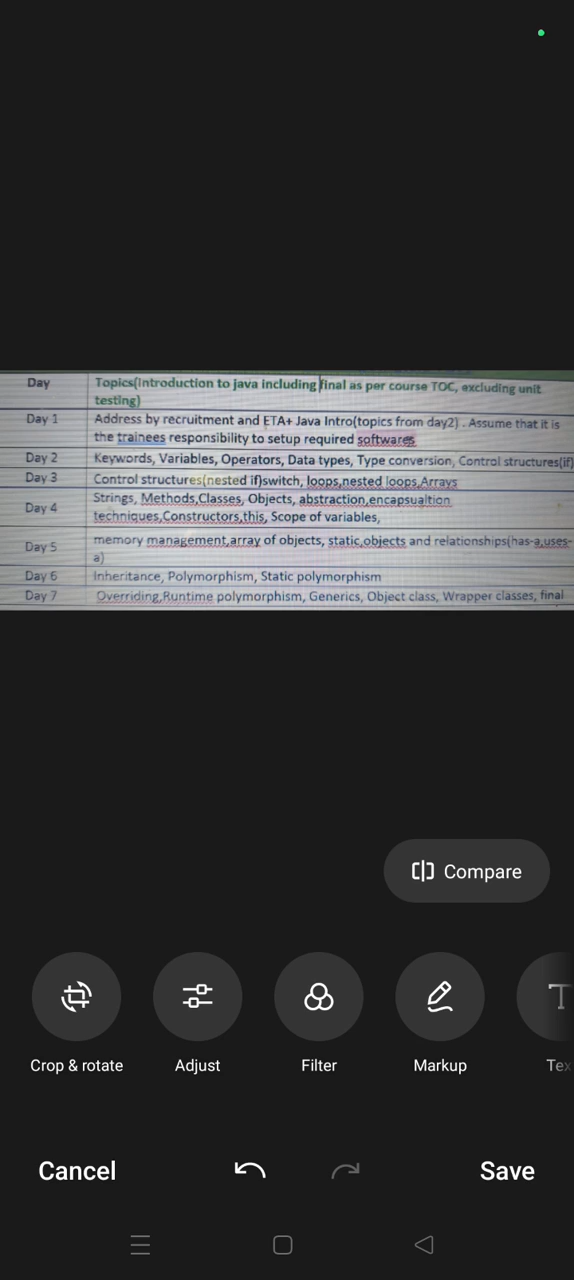 Day
Topics(Introduction to java including final as per course TOC, excluding unit
testing)
Day 1
Address by recruitment and ETA+ Java Intro(topics from day2) . Assume that it is
the trainees responsibility to setup required softwares
Day 2
Keywords, Variables, Operators, Data types, Type conversion, Control structures(if)
Day 3
Control structures(nested if)switch, loops,nested loops,Arrays
Day 4
Strings, Methods,Classes, Objects, abstraction,encapsualtion
techniques,Constructors,this, Scope of variables,
Day 5
memory management,array of objects, static,objects and relationships(has-a,uses-
a)
Day 6
Inheritance, Polymorphism, Static polymorphism
Day 7
Overriding,Runtime polymorphism, Generics, Object class, Wrapper classes, final
Compare
Crop & rotate
Adjust
Filter
Markup
Tex
Cancel
Save